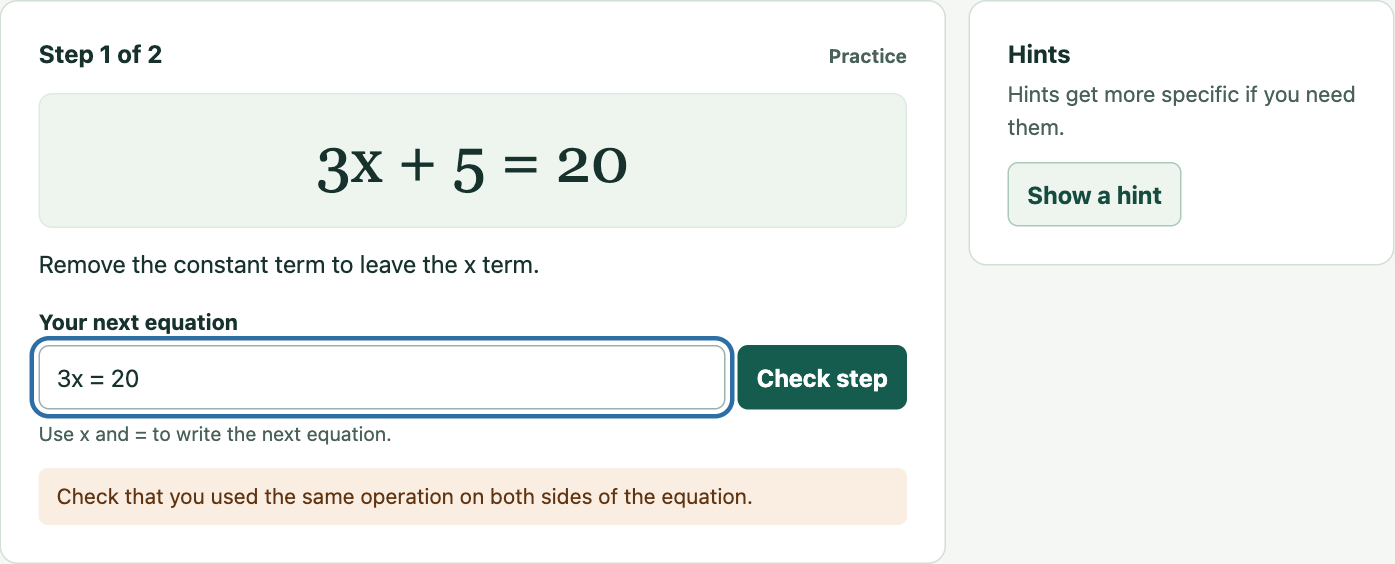 Step 1 of 2
Practice
3x + 5 = 20
Remove the constant term to leave the x term.
Your next equation
3x = 20
Check step
Use x and = to write the next equation.
Check that you used the same operation on both sides of the equation.
Hints
Hints get more specific if you need
them.
Show a hint